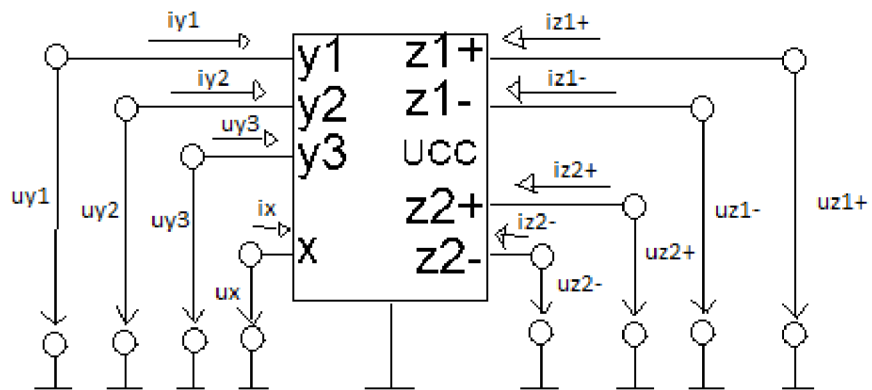 iy1
iz1+
y1
z1+
iy2
iz1-
y2
z1-
uy3
y3
UCC
iz2+
uy1
uy2
uy3
ix
z2+
iz2-
uz1-
uz1+
x
z2-
uz2+
ux
uz2-